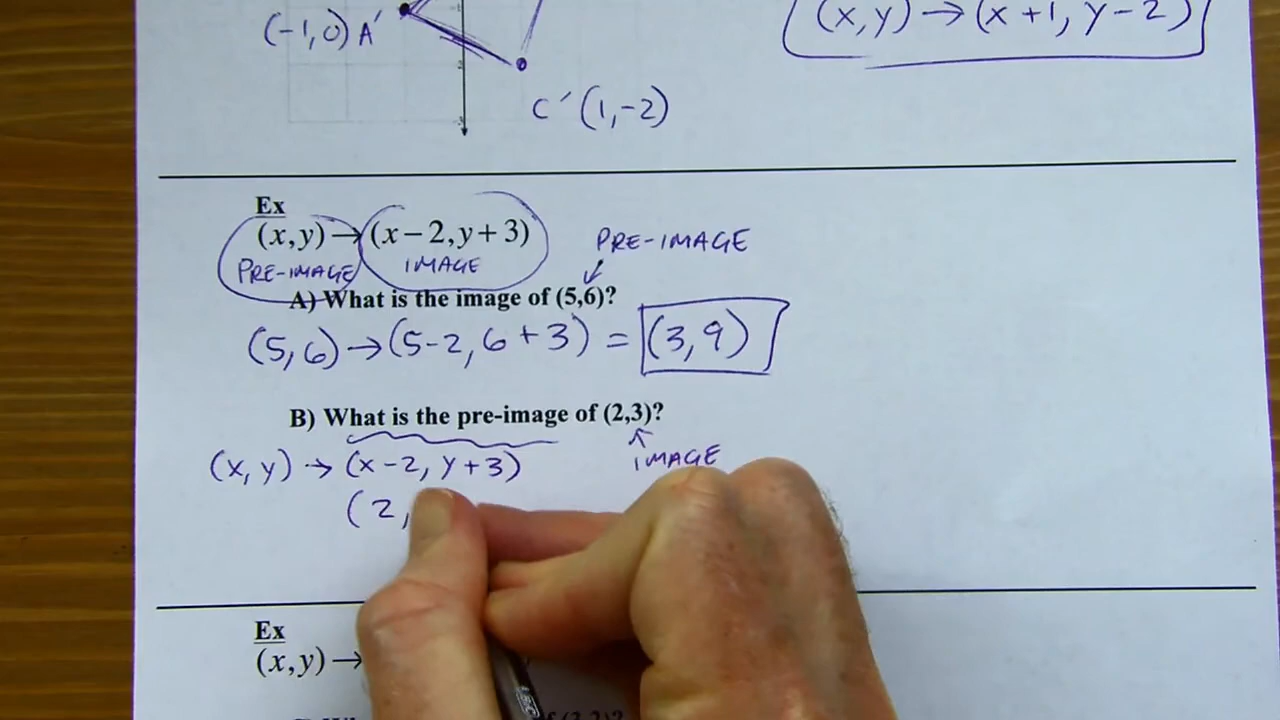 (x,y) → (x+1, y-2)
(-1,0) A′
C′ (1,-2)
Ex
(x,y)→(x−2,y+3)
PRE-IMAGE
PRE-IMAGE IMAGE
A) What is the image of (5,6)?
(5,6) → (5-2, 6+3) = (3,9)
B) What is the pre-image of (2,3)?
(x,y) → (x-2, y+3)
IMAGE
(2,
Ex
(x,y)→